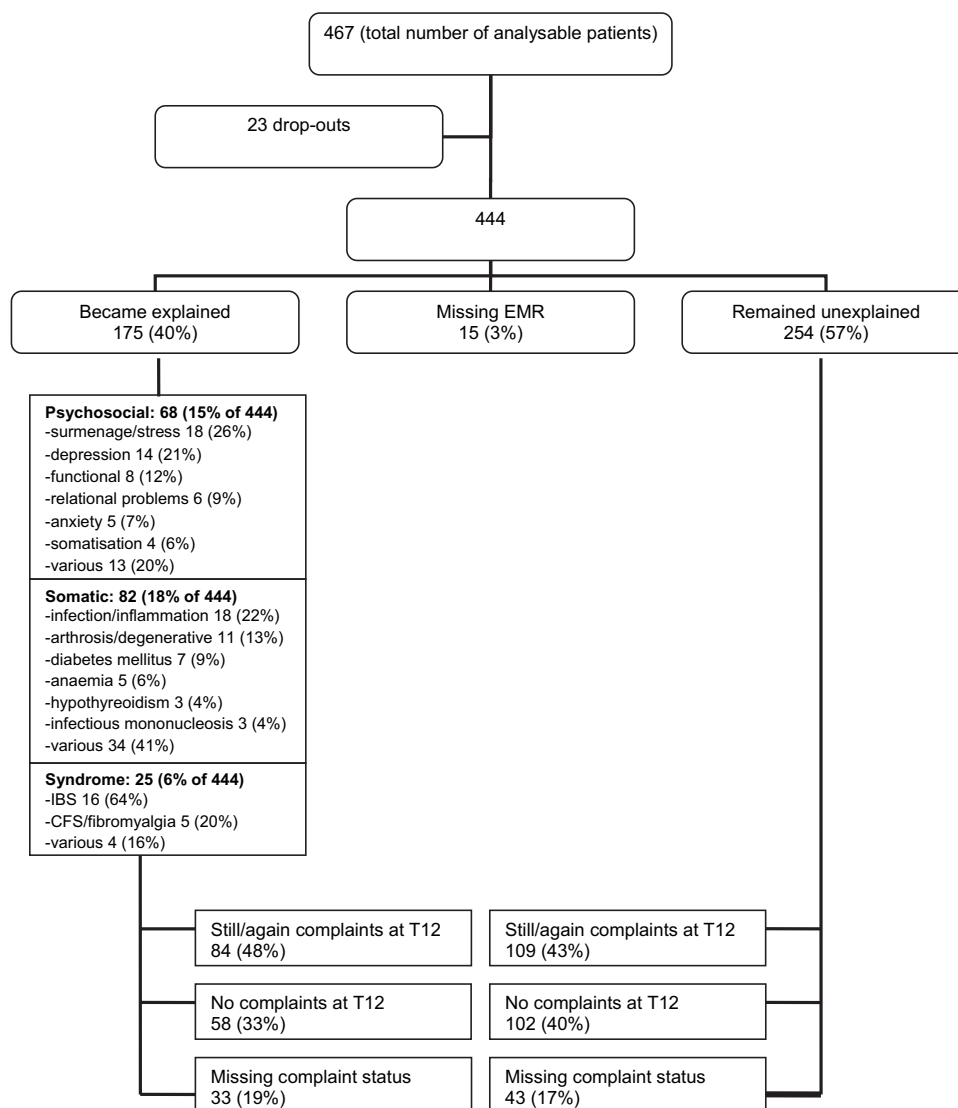 467 (total number of analysable patients)
23 drop-outs
444
Became explained
175 (40%)
Missing EMR
15 (3%)
Remained unexplained
254 (57%)
Psychosocial: 68 (15% of 444)
-surmenage/stress 18 (26%)
-depression 14 (21%)
-functional 8 (12%)
-relational problems 6 (9%)
-anxiety 5 (7%)
-somatisation 4 (6%)
-various 13 (20%)
Somatic: 82 (18% of 444)
-infection/inflammation 18 (22%)
-arthrosis/degenerative 11 (13%)
-diabetes mellitus 7 (9%)
-anaemia 5 (6%)
-hypothyreoidism 3 (4%)
-infectious mononucleosis 3 (4%)
-various 34 (41%)
Syndrome: 25 (6% of 444)
-IBS 16 (64%)
-CFS/fibromyalgia 5 (20%)
-various 4 (16%)
Still/again complaints at T12
84 (48%)
Still/again complaints at T12
109 (43%)
No complaints at T12
58 (33%)
No complaints at T12
102 (40%)
Missing complaint status
33 (19%)
Missing complaint status
43 (17%)